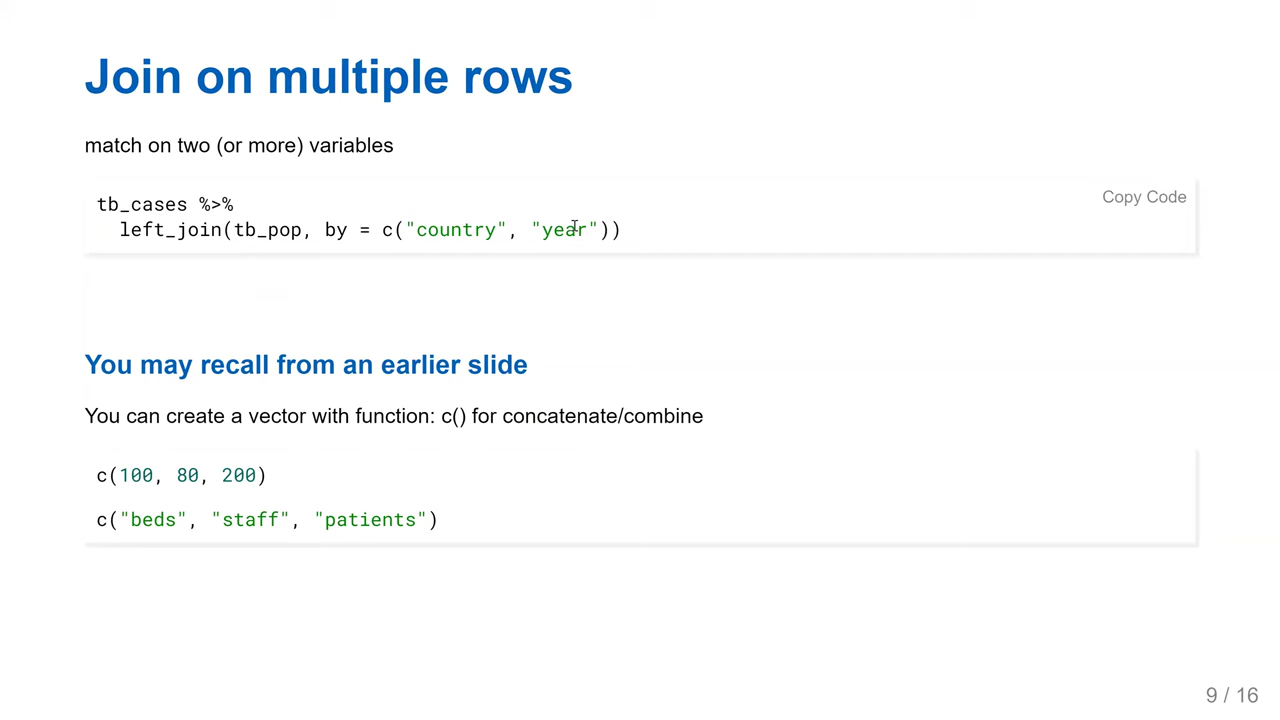 Join on multiple rows
match on two (or more) variables
Copy Code
tb_cases %>%
  left_join(tb_pop, by = c("country", "year"))
You may recall from an earlier slide
You can create a vector with function: c() for concatenate/combine
c(100, 80, 200)
c("beds", "staff", "patients")
9 / 16